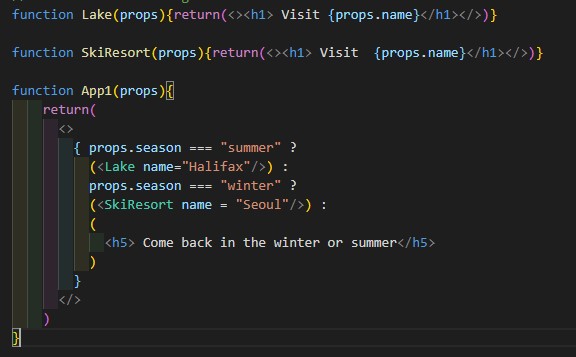 function Lake(props){return(<><h1> Visit {props.name}</h1></>)}
function SkiResort(props){return(<><h1> Visit  {props.name}</h1></>)}
function App1(props){
    return(
      <>
        { props.season === "summer" ?
          (<Lake name="Halifax"/>) :
          props.season === "winter" ?
          (<SkiResort name = "Seoul"/>) :
          (
            <h5> Come back in the winter or summer</h5>
          )
        }
      </>
    )
}